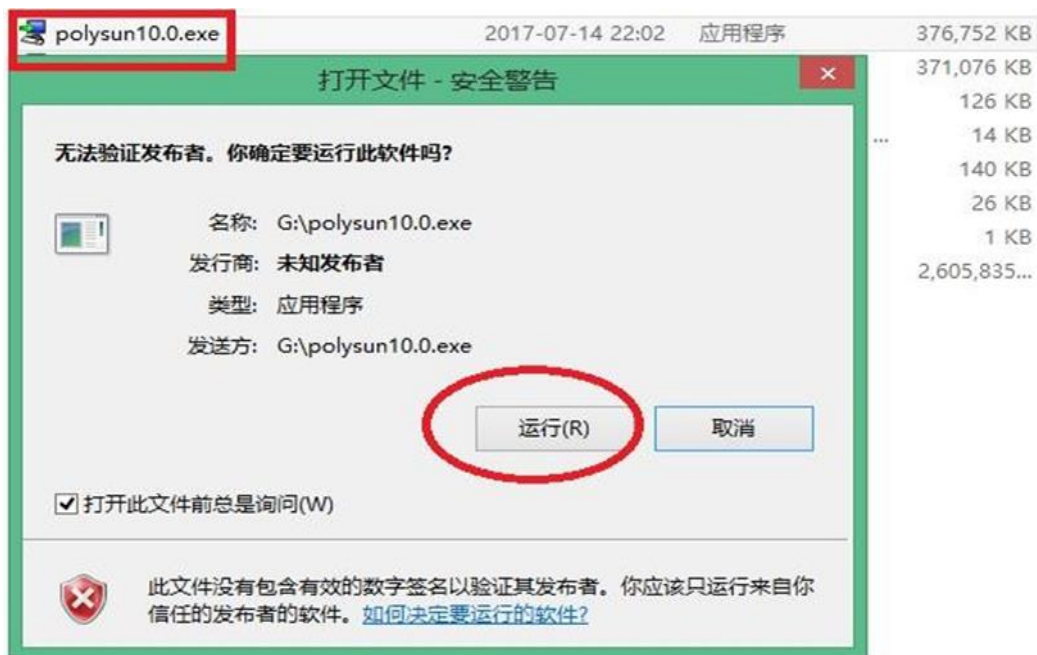 polysun10.0.exe 2017-07-14 22:02 应用程序 376,752 KB
371,076 KB
126 KB
... 14 KB
140 KB
26 KB
1 KB
2,605,835...
打开文件 - 安全警告
无法验证发布者。你确定要运行此软件吗?
名称: G:\polysun10.0.exe
发行商: 未知发布者
类型: 应用程序
发送方: G:\polysun10.0.exe
运行(R) 取消
打开此文件前总是询问(W)
此文件没有包含有效的数字签名以验证其发布者。你应该只运行来自你
信任的发布者的软件。如何决定要运行的软件?